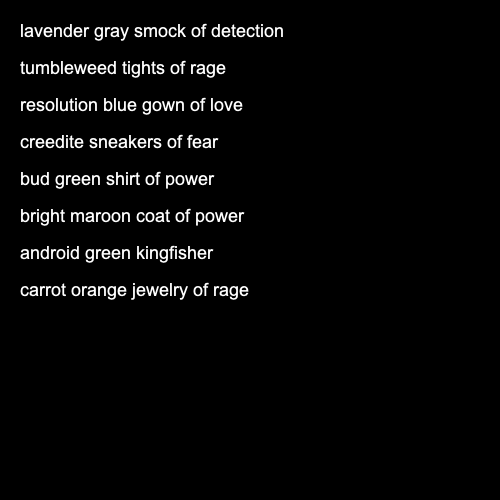 lavender gray smock of detection
tumbleweed tights of rage
resolution blue gown of love
creedite sneakers of fear
bud green shirt of power
bright maroon coat of power
android green kingfisher
carrot orange jewelry of rage